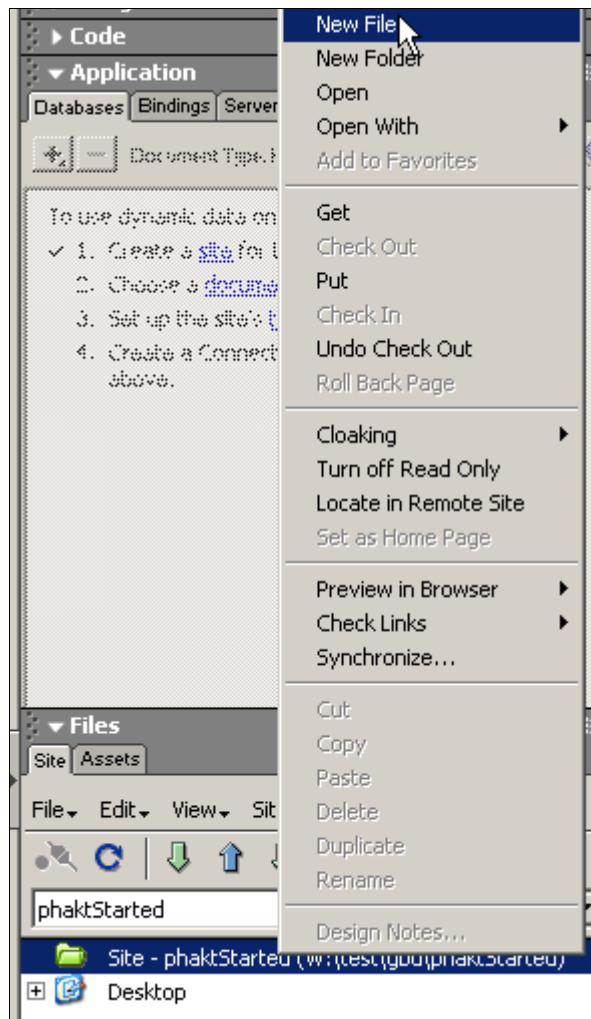 Code
New File
New Folder
Open
Open With
Add to Favorites
Get
Check Out
Put
Check In
Undo Check Out
Roll Back Page
Cloaking
Turn off Read Only
Locate in Remote Site
Set as Home Page
Preview in Browser
Check Links
Synchronize...
Cut
Copy
Paste
Delete
Duplicate
Rename
Design Notes...
Application
Databases Bindings Server
Document Type:
To use dynamic data on
1. Create a site for
2. Choose a docume
3. Set up the site's
4. Create a Connect
above.
Files
Site Assets
File Edit View Sit
phaktStarted
Site - phaktStarted (W:\test\gbd\phaktStarted)
Desktop